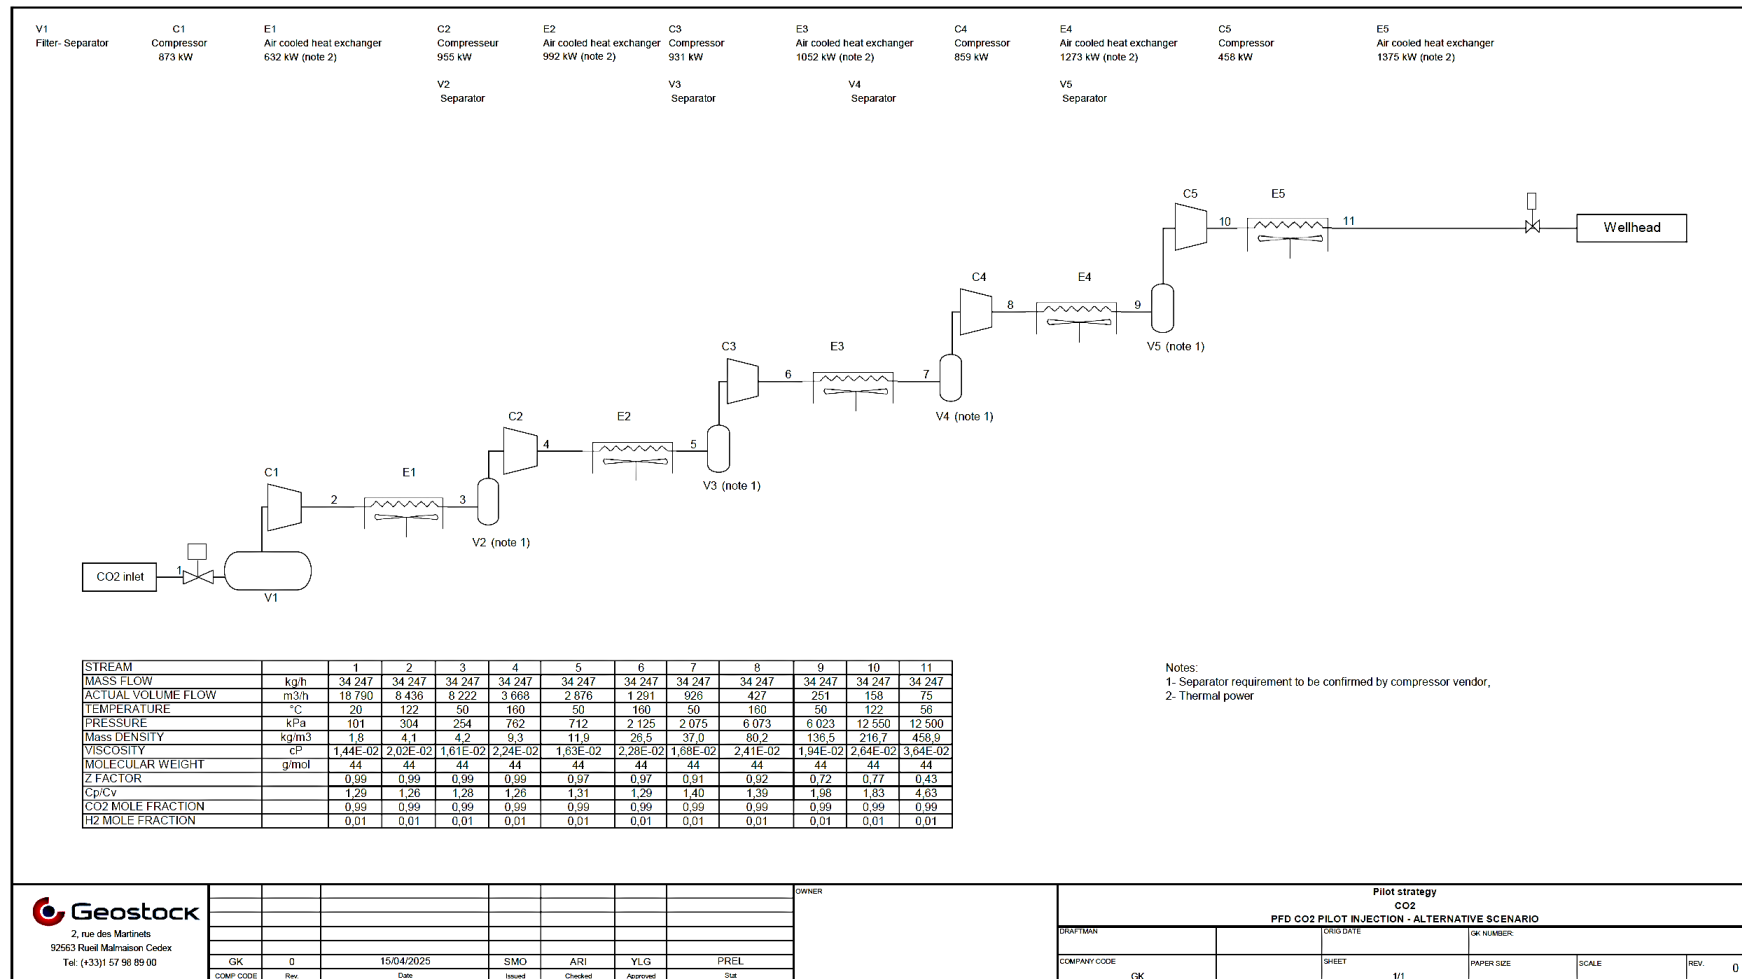 V1 C1 E1 C2 E2 C3 E3 C4 E4 C5 E5
Filter- Separator Compressor Air cooled heat exchanger Compresseur Air cooled heat exchanger Compressor Air cooled heat exchanger Compressor Air cooled heat exchanger Compressor Air cooled heat exchanger
873 kW 632 kW (note 2) 955 kW 992 kW (note 2) 931 kW 1052 kW (note 2) 859 kW 1273 kW (note 2) 458 kW 1375 kW (note 2)
V2 V3 V4 V5
Separator Separator Separator Separator
C5 E5
10 11
Wellhead
C4 E4
8 9
V5 (note 1)
C3 E3
6 7
V4 (note 1)
C2 E2
4 5
V3 (note 1)
C1 E1
2 3
V2 (note 1)
CO2 inlet 1
V1
STREAM 1 2 3 4 5 6 7 8 9 10 11
MASS FLOW kg/h 34 247 34 247 34 247 34 247 34 247 34 247 34 247 34 247 34 247 34 247 34 247
ACTUAL VOLUME FLOW m3/h 18 790 8 436 8 222 3 668 2 876 1 291 926 427 251 158 75
TEMPERATURE °C 20 122 50 160 50 160 50 160 50 122 56
PRESSURE kPa 101 304 254 762 712 2 125 2 075 6 073 6 023 12 550 12 500
Mass DENSITY kg/m3 1,8 4,1 4,2 9,3 11,9 26,5 37,0 80,2 136,5 216,7 458,9
VISCOSITY cP 1,44E-02 2,02E-02 1,61E-02 2,24E-02 1,63E-02 2,28E-02 1,68E-02 2,41E-02 1,94E-02 2,64E-02 3,64E-02
MOLECULAR WEIGHT g/mol 44 44 44 44 44 44 44 44 44 44 44
Z FACTOR 0,99 0,99 0,99 0,99 0,97 0,97 0,91 0,92 0,72 0,77 0,43
Cp/Cv 1,29 1,26 1,28 1,26 1,31 1,29 1,40 1,39 1,98 1,83 4,63
CO2 MOLE FRACTION 0,99 0,99 0,99 0,99 0,99 0,99 0,99 0,99 0,99 0,99 0,99
H2 MOLE FRACTION 0,01 0,01 0,01 0,01 0,01 0,01 0,01 0,01 0,01 0,01 0,01
Notes:
1- Separator requirement to be confirmed by compressor vendor,
2- Thermal power
Geostock
2, rue des Martinets
92563 Rueil Malmaison Cedex
Tel: (+33)1 57 98 89 00
GK 0 15/04/2025 SMO ARI YLG PREL
COMP CODE Rev. Date Issued Checked Approved Stat
OWNER
Pilot strategy
CO2
PFD CO2 PILOT INJECTION - ALTERNATIVE SCENARIO
DRAFTMAN ORIG DATE GK NUMBER:
COMPANY CODE SHEET PAPER SIZE SCALE REV.
GK 1/1 0